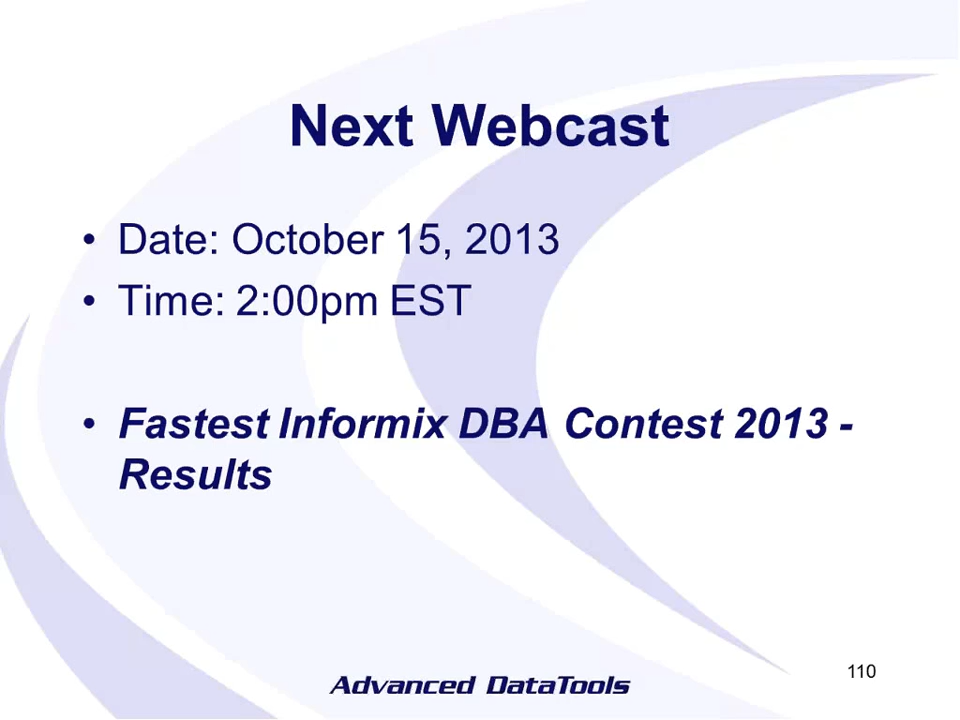 Next Webcast
• Date: October 15, 2013
• Time: 2:00pm EST
• Fastest Informix DBA Contest 2013 -
Results
Advanced DataTools
110